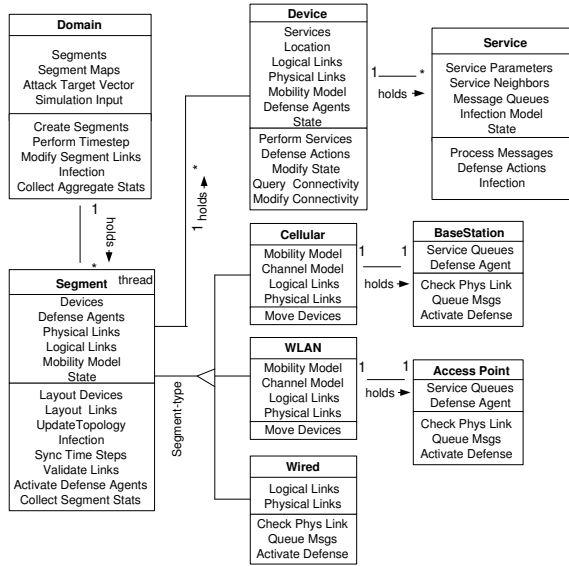 Domain
Segments
Segment Maps
Attack Target Vector
Simulation Input
Create Segments
Perform Timestep
Modify Segment Links
Infection
Collect Aggregate Stats
1
holds
*
Segment
thread
Devices
Defense Agents
Physical Links
Logical Links
Mobility Model
State
Layout Devices
Layout Links
UpdateTopology
Infection
Sync Time Steps
Validate Links
Activate Defense Agents
Collect Segment Stats
1 holds *
Segment-type
Device
Services
Location
Logical Links
Physical Links
Mobility Model
Defense Agents
State
Perform Services
Defense Actions
Modify State
Query Connectivity
Modify Connectivity
1 *
holds
Service
Service Parameters
Service Neighbors
Message Queues
Infection Model
State
Process Messages
Defense Actions
Infection
Cellular
Mobility Model
Channel Model
Logical Links
Physical Links
Move Devices
1 1
holds
BaseStation
Service Queues
Defense Agent
Check Phys Link
Queue Msgs
Activate Defense
WLAN
Mobility Model
Channel Model
Logical Links
Physical Links
Move Devices
1 1
holds
Access Point
Service Queues
Defense Agent
Check Phys Link
Queue Msgs
Activate Defense
Wired
Logical Links
Physical Links
Check Phys Link
Queue Msgs
Activate Defense